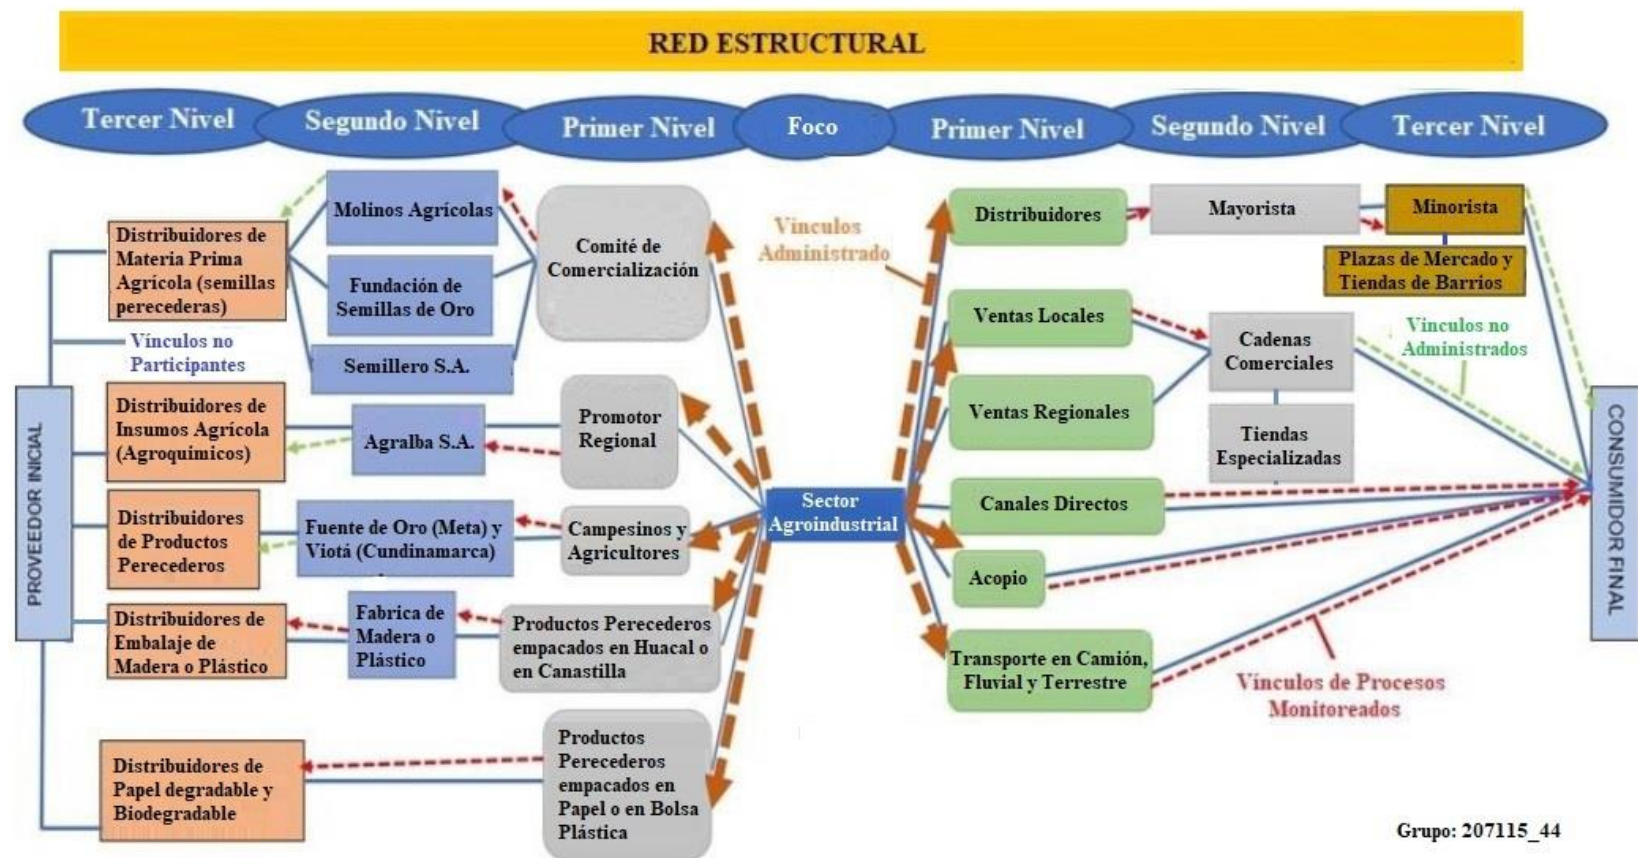 RED ESTRUCTURAL
Tercer Nivel
Segundo Nivel
Primer Nivel
Foco
Primer Nivel
Segundo Nivel
Tercer Nivel
PROVEEDOR INICIAL
Distribuidores de
Materia Prima
Agrícola (semillas
perecederas)
Vínculos no
Participantes
Distribuidores de
Insumos Agrícola
(Agroquimicos)
Distribuidores
de Productos
Perecederos
Distribuidores de
Embalaje de
Madera o Plástico
Distribuidores de
Papel degradable y
Biodegradable
Molinos Agrícolas
Fundación de
Semillas de Oro
Semillero S.A.
Agralba S.A.
Fuente de Oro (Meta) y
Viotá (Cundinamarca)
Fabrica de
Madera o
Plástico
Comité de
Comercialización
Promotor
Regional
Campesinos y
Agricultores
Productos Perecederos
empacados en Huacal o
en Canastilla
Productos
Perecederos
empacados en
Papel o en Bolsa
Plástica
Sector
Agroindustrial
Vínculos
Administrado
Distribuidores
Ventas Locales
Ventas Regionales
Canales Directos
Acopio
Transporte en Camión,
Fluvial y Terrestre
Mayorista
Cadenas
Comerciales
Tiendas
Especializadas
Minorista
Plazas de Mercado y
Tiendas de Barrios
Vínculos no
Administrados
Vínculos de Procesos
Monitoreados
CONSUMIDOR FINAL
Grupo: 207115_44